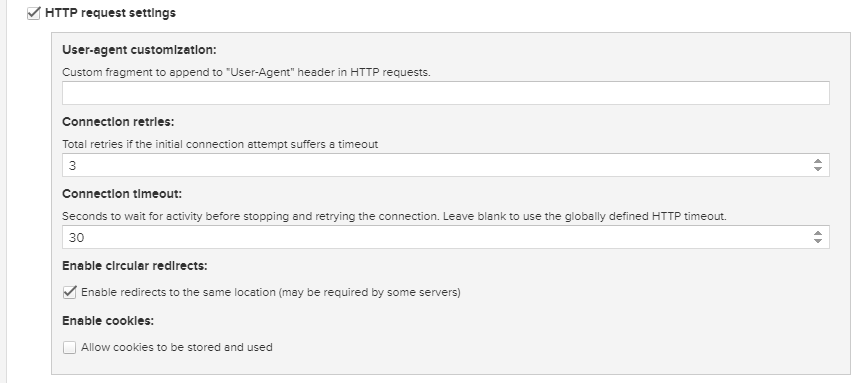 HTTP request settings
User-agent customization:
Custom fragment to append to "User-Agent" header in HTTP requests.
Connection retries:
Total retries if the initial connection attempt suffers a timeout
3
Connection timeout:
Seconds to wait for activity before stopping and retrying the connection. Leave blank to use the globally defined HTTP timeout.
30
Enable circular redirects:
Enable redirects to the same location (may be required by some servers)
Enable cookies:
Allow cookies to be stored and used